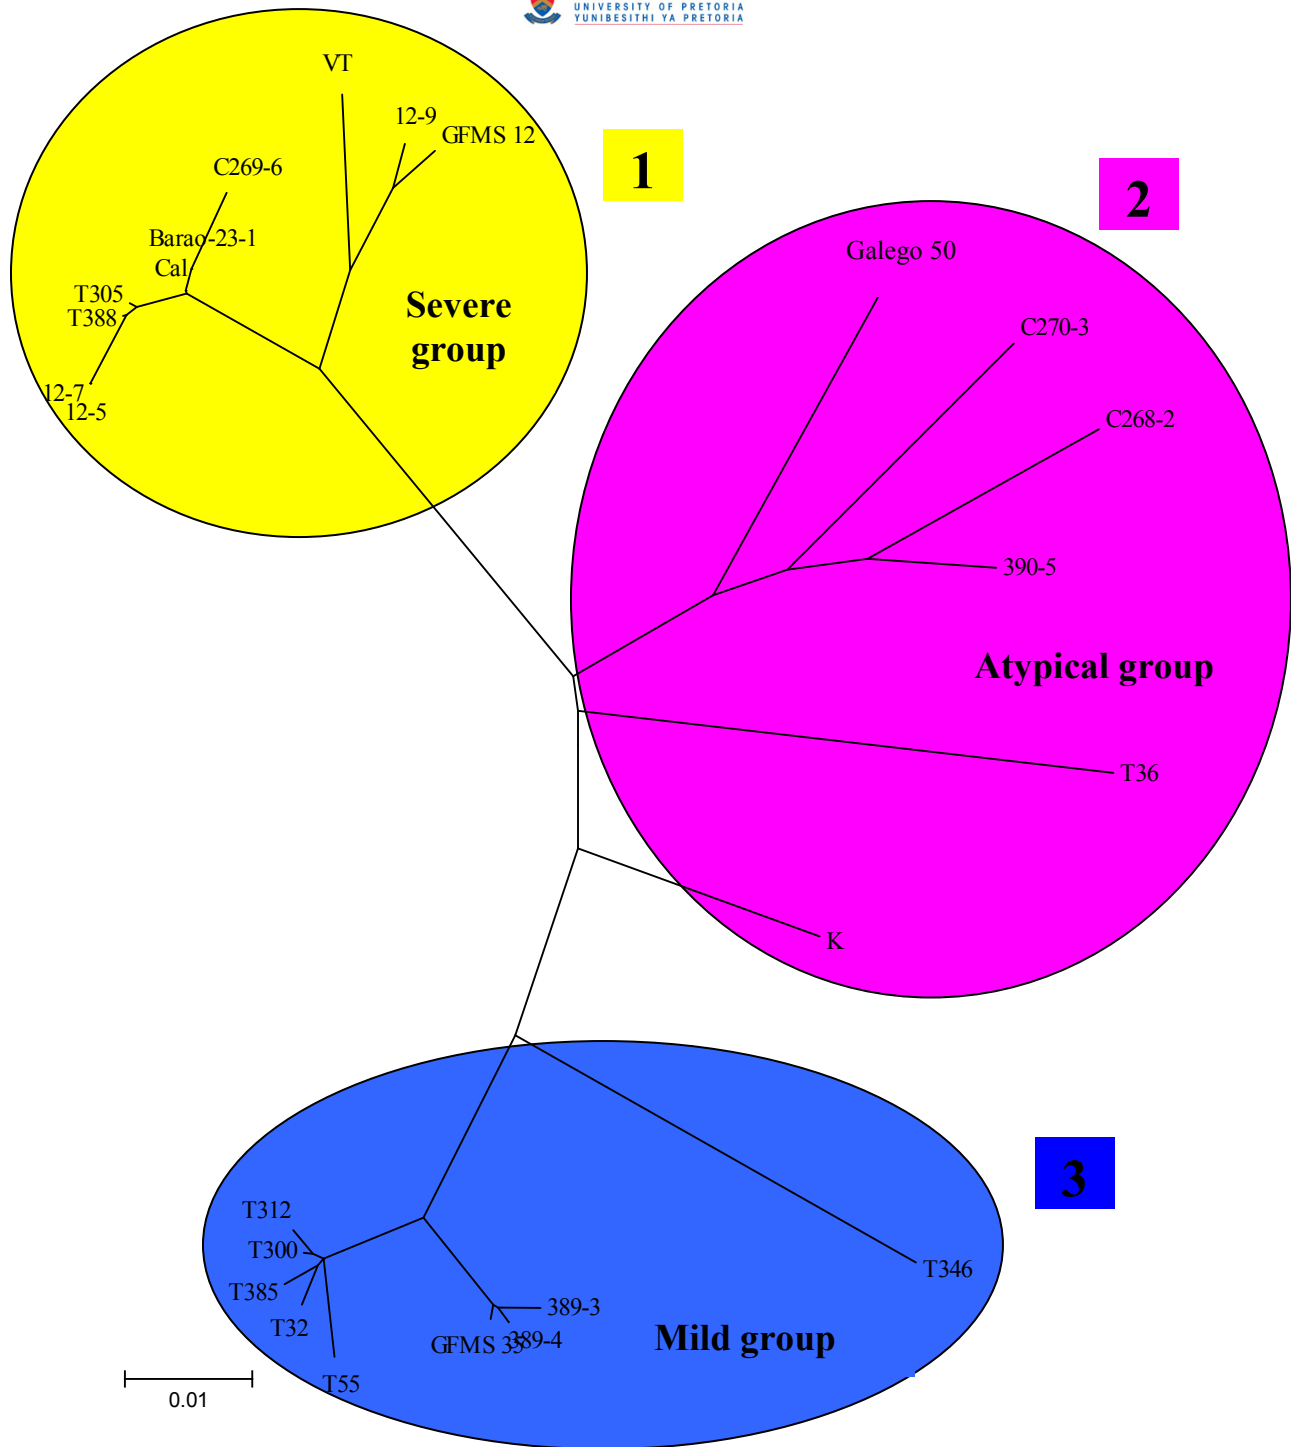 UNIVERSITY OF PRETORIA
YUNIBESITHI YA PRETORIA
VT
12-9
GFMS 12
C269-6
Barao-23-1
Cal
T305
T388
12-7
12-5
Severe
group
1
2
Galego 50
C270-3
C268-2
390-5
Atypical group
T36
K
3
T312
T300
T385
T32
T55
T346
389-3
389-4
GFMS 35
Mild group
0.01